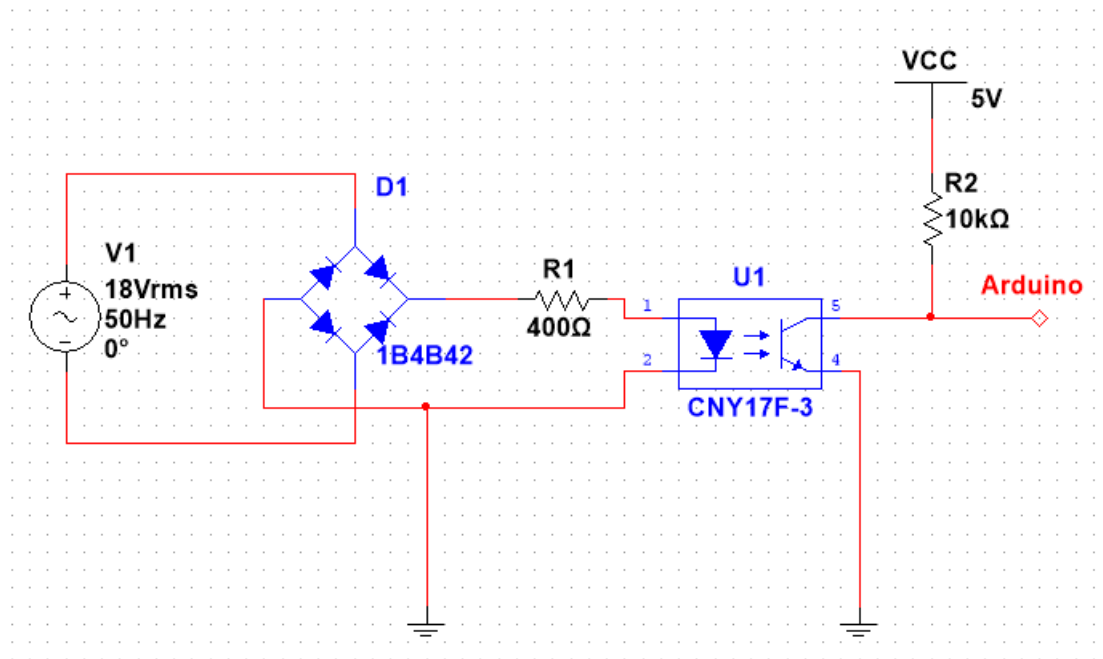 VCC
5V
D1
R2
10kΩ
V1
18Vrms
50Hz
0°
R1
400Ω
U1
Arduino
1
5
2
4
1B4B42
CNY17F-3